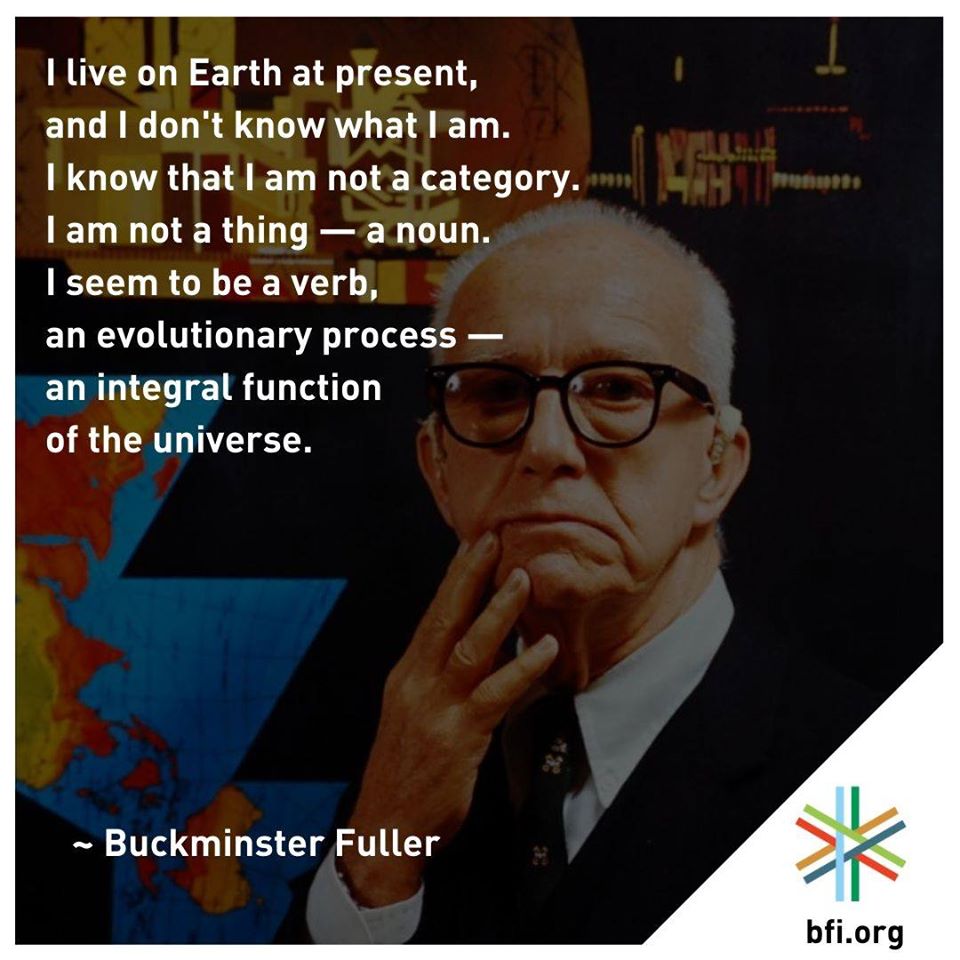 I live on Earth at present,
and I don't know what I am.
I know that I am not a category.
I am not a thing — a noun.
I seem to be a verb,
an evolutionary process —
an integral function
of the universe.
~ Buckminster Fuller
bfi.org